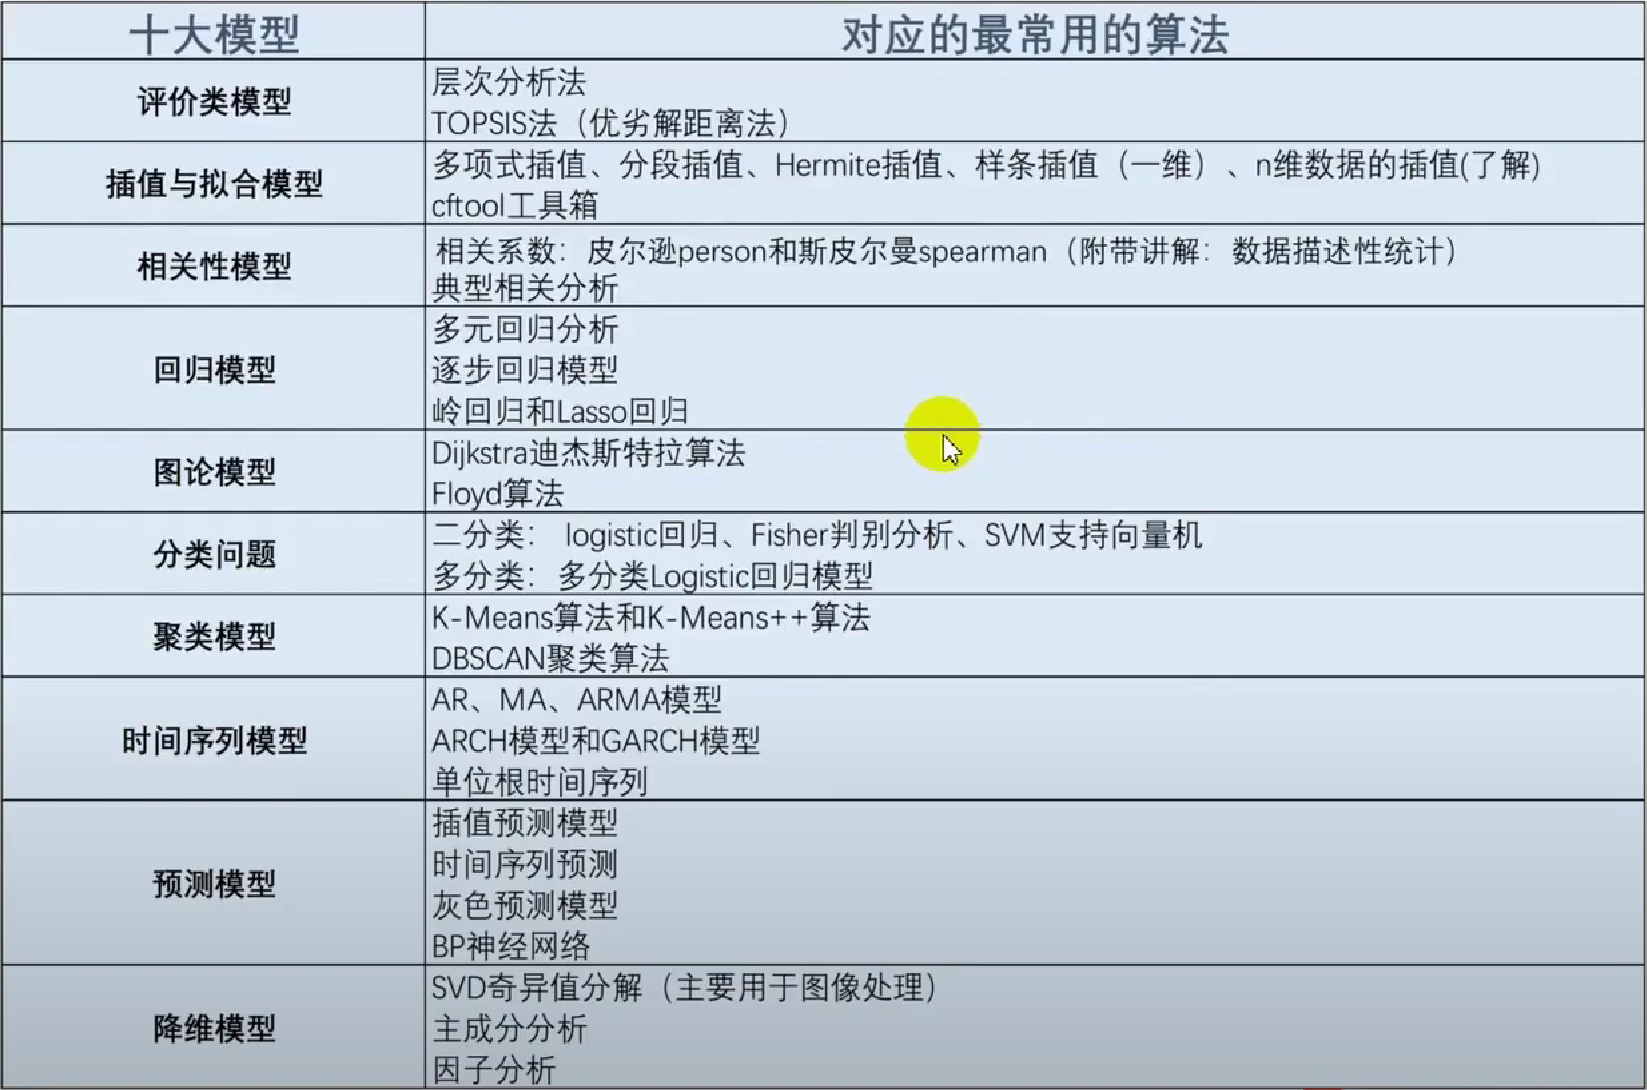 十大模型
对应的最常用的算法
评价类模型
层次分析法
TOPSIS法（优劣解距离法）
插值与拟合模型
多项式插值、分段插值、Hermite插值、样条插值（一维）、n维数据的插值(了解)
cftool工具箱
相关性模型
相关系数：皮尔逊person和斯皮尔曼spearman（附带讲解：数据描述性统计）
典型相关分析
回归模型
多元回归分析
逐步回归模型
岭回归和Lasso回归
图论模型
Dijkstra迪杰斯特拉算法
Floyd算法
分类问题
二分类： logistic回归、Fisher判别分析、SVM支持向量机
多分类：多分类Logistic回归模型
聚类模型
K-Means算法和K-Means++算法
DBSCAN聚类算法
时间序列模型
AR、MA、ARMA模型
ARCH模型和GARCH模型
单位根时间序列
预测模型
插值预测模型
时间序列预测
灰色预测模型
BP神经网络
降维模型
SVD奇异值分解（主要用于图像处理）
主成分分析
因子分析